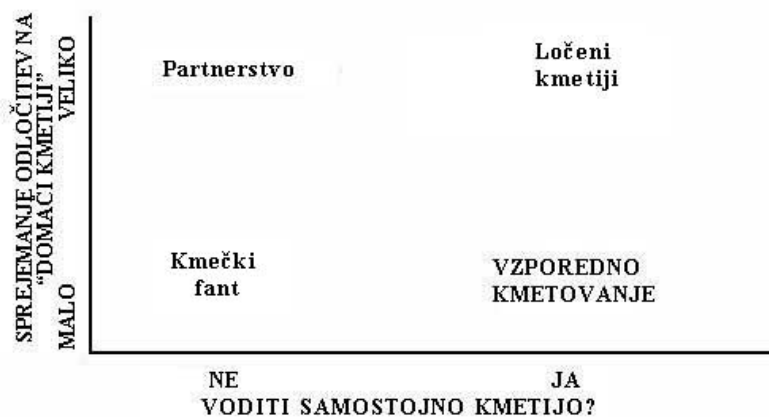 SPREJEMANJE ODLOČITEV NA
“DOMAČI KMETIJI”
VELIKO
MALO
Partnerstvo
Ločeni
kmetiji
Kmečki
fant
VZPOREDNO
KMETOVANJE
NE
JA
VODITI SAMOSTOJNO KMETIJO?